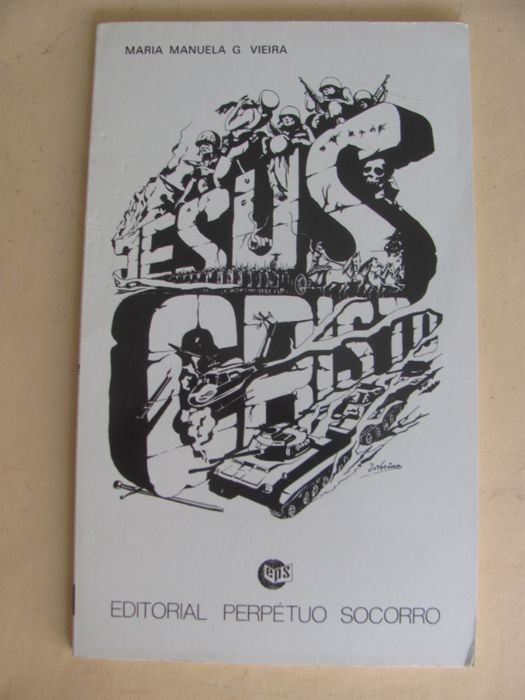 MARIA MANUELA G. VIEIRA
JESUS
CRISTO
eps
EDITORIAL PERPÉTUO SOCORRO